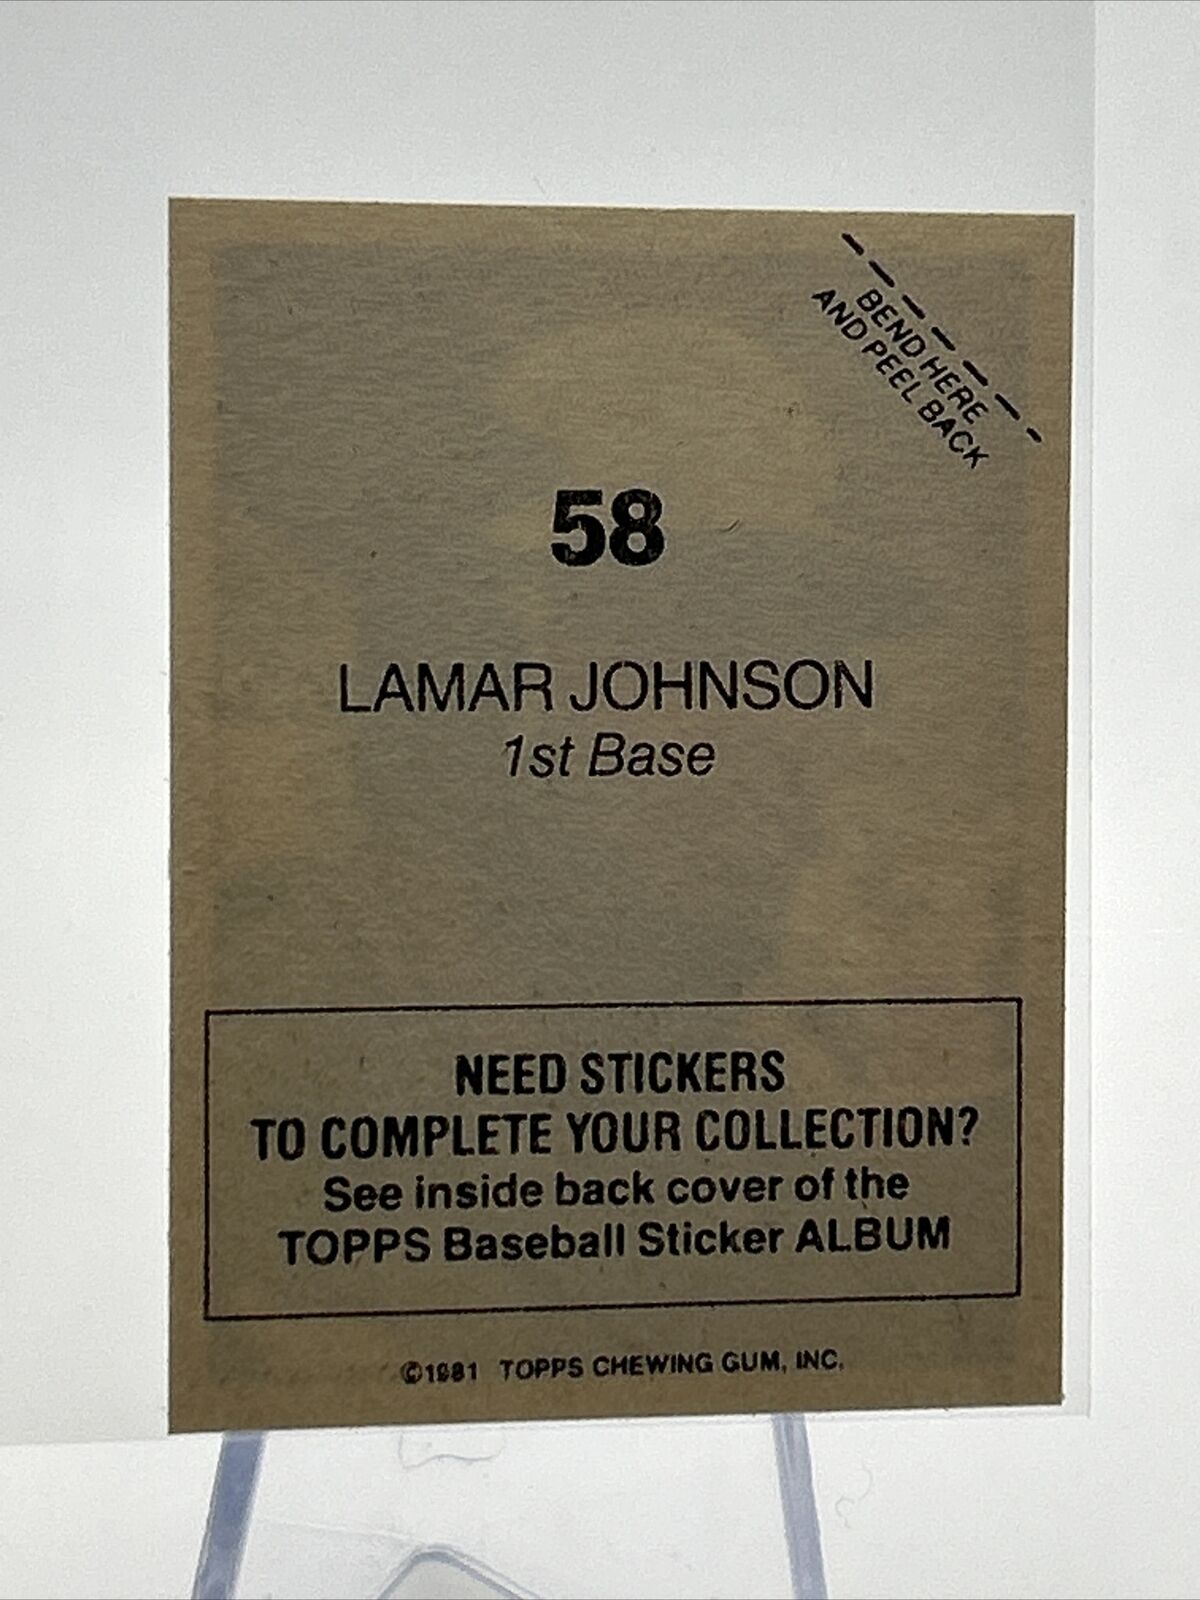 BEND HERE
AND PEEL BACK
58
LAMAR JOHNSON
1st Base
NEED STICKERS
TO COMPLETE YOUR COLLECTION?
See inside back cover of the
TOPPS Baseball Sticker ALBUM
©1981 TOPPS CHEWING GUM, INC.